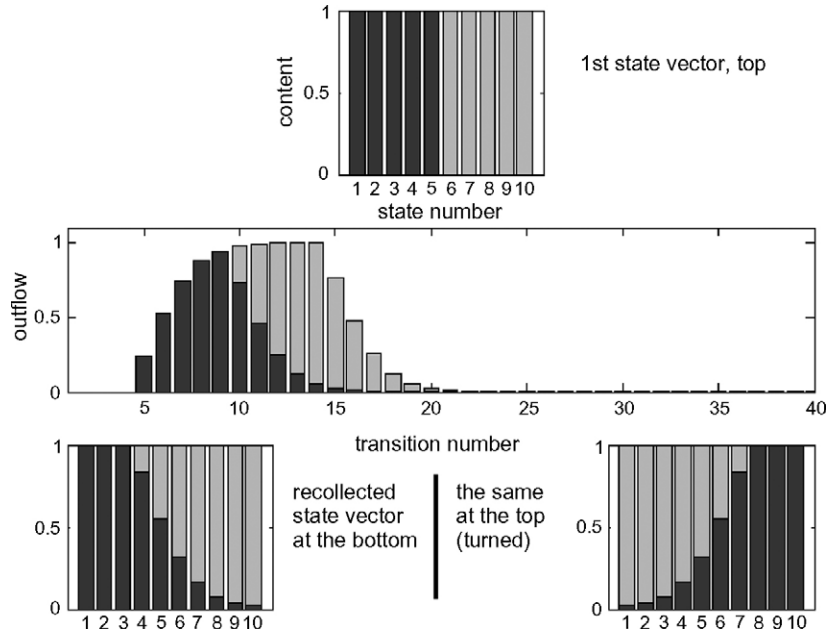 1
0.5
0
content
1 2 3 4 5 6 7 8 9 10
state number
1st state vector, top
1
0.5
0
outflow
5 10 15 20 25 30 35 40
transition number
1
0.5
0
1 2 3 4 5 6 7 8 9 10
recollected
state vector
at the bottom
the same
at the top
(turned)
1
0.5
0
1 2 3 4 5 6 7 8 9 10